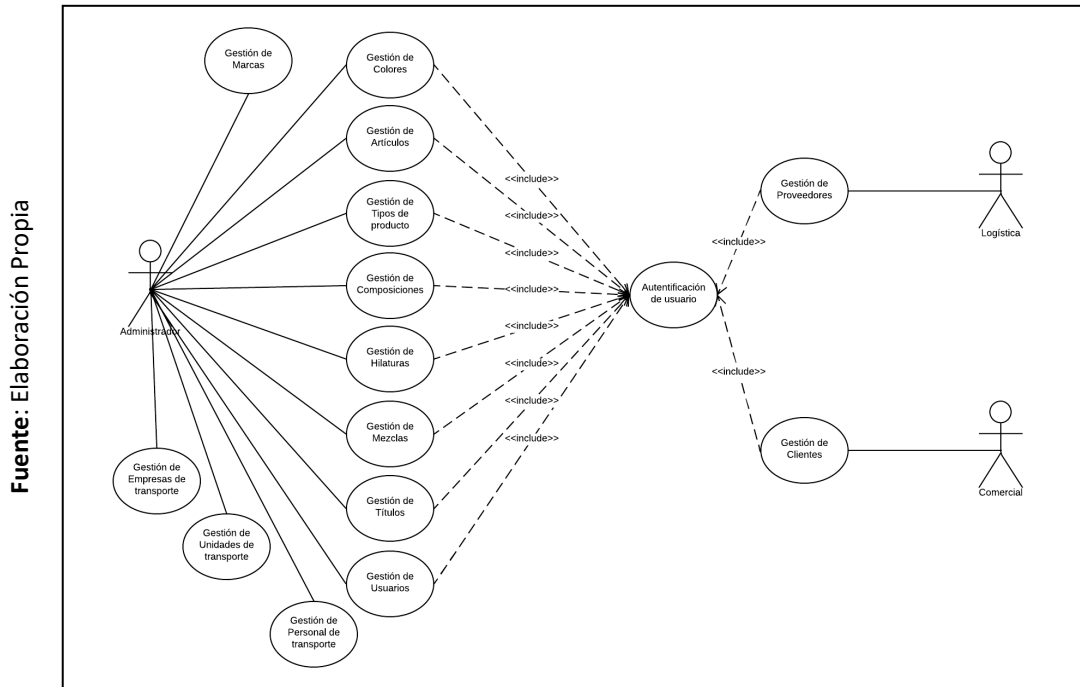 Fuente: Elaboración Propia
Gestión de
Marcas
Gestión de
Colores
Gestión de
Artículos
Gestión de
Tipos de
producto
Gestión de
Composiciones
Gestión de
Hilaturas
Gestión de
Mezclas
Gestión de
Títulos
Gestión de
Usuarios
Administrador
Gestión de
Empresas de
transporte
Gestión de
Unidades de
transporte
Gestión de
Personal de
transporte
<<include>>
<<include>>
<<include>>
<<include>>
<<include>>
<<include>>
<<include>>
<<include>>
Autentificación
de usuario
<<include>>
<<include>>
Gestión de
Proveedores
Logística
Gestión de
Clientes
Comercial